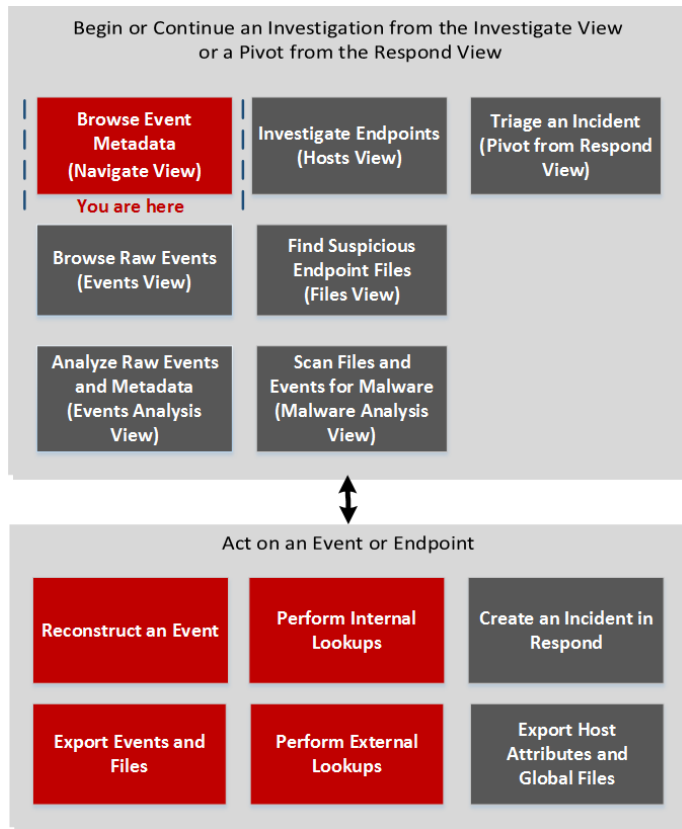 Begin or Continue an Investigation from the Investigate View
or a Pivot from the Respond View
Browse Event
Metadata
(Navigate View)
You are here
Investigate Endpoints
(Hosts View)
Triage an Incident
(Pivot from Respond
View)
Browse Raw Events
(Events View)
Find Suspicious
Endpoint Files
(Files View)
Analyze Raw Events
and Metadata
(Events Analysis
View)
Scan Files and
Events for Malware
(Malware Analysis
View)
Act on an Event or Endpoint
Reconstruct an Event
Perform Internal
Lookups
Create an Incident in
Respond
Export Events and
Files
Perform External
Lookups
Export Host
Attributes and
Global Files